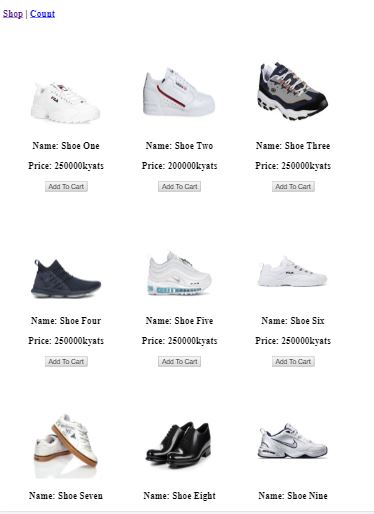 Shop | Count
Name: Shoe One
Name: Shoe Two
Name: Shoe Three
Price: 250000kyats
Price: 200000kyats
Price: 250000kyats
Add To Cart
Add To Cart
Add To Cart
Name: Shoe Four
Name: Shoe Five
Name: Shoe Six
Price: 250000kyats
Price: 250000kyats
Price: 250000kyats
Add To Cart
Add To Cart
Add To Cart
Name: Shoe Seven
Name: Shoe Eight
Name: Shoe Nine